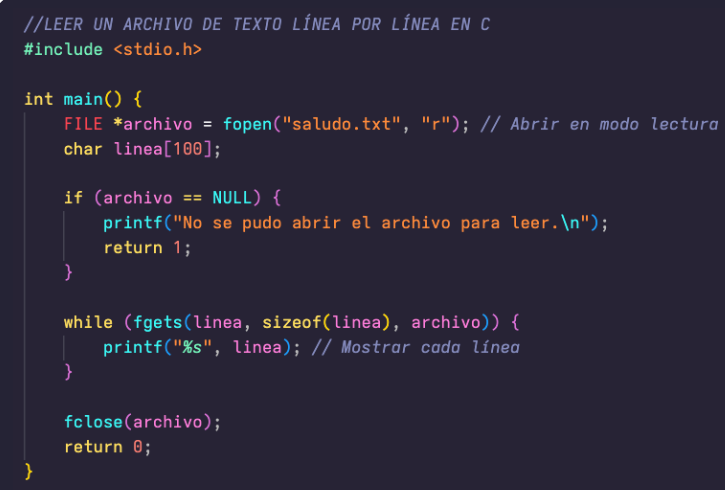 //LEER UN ARCHIVO DE TEXTO LÍNEA POR LÍNEA EN C
#include <stdio.h>
int main() {
FILE *archivo = fopen("saludo.txt", "r"); // Abrir en modo lectura
char linea[100];
if (archivo == NULL) {
printf("No se pudo abrir el archivo para leer.\n");
return 1;
}
while (fgets(linea, sizeof(linea), archivo)) {
printf("%s", linea); // Mostrar cada línea
}
fclose(archivo);
return 0;
}